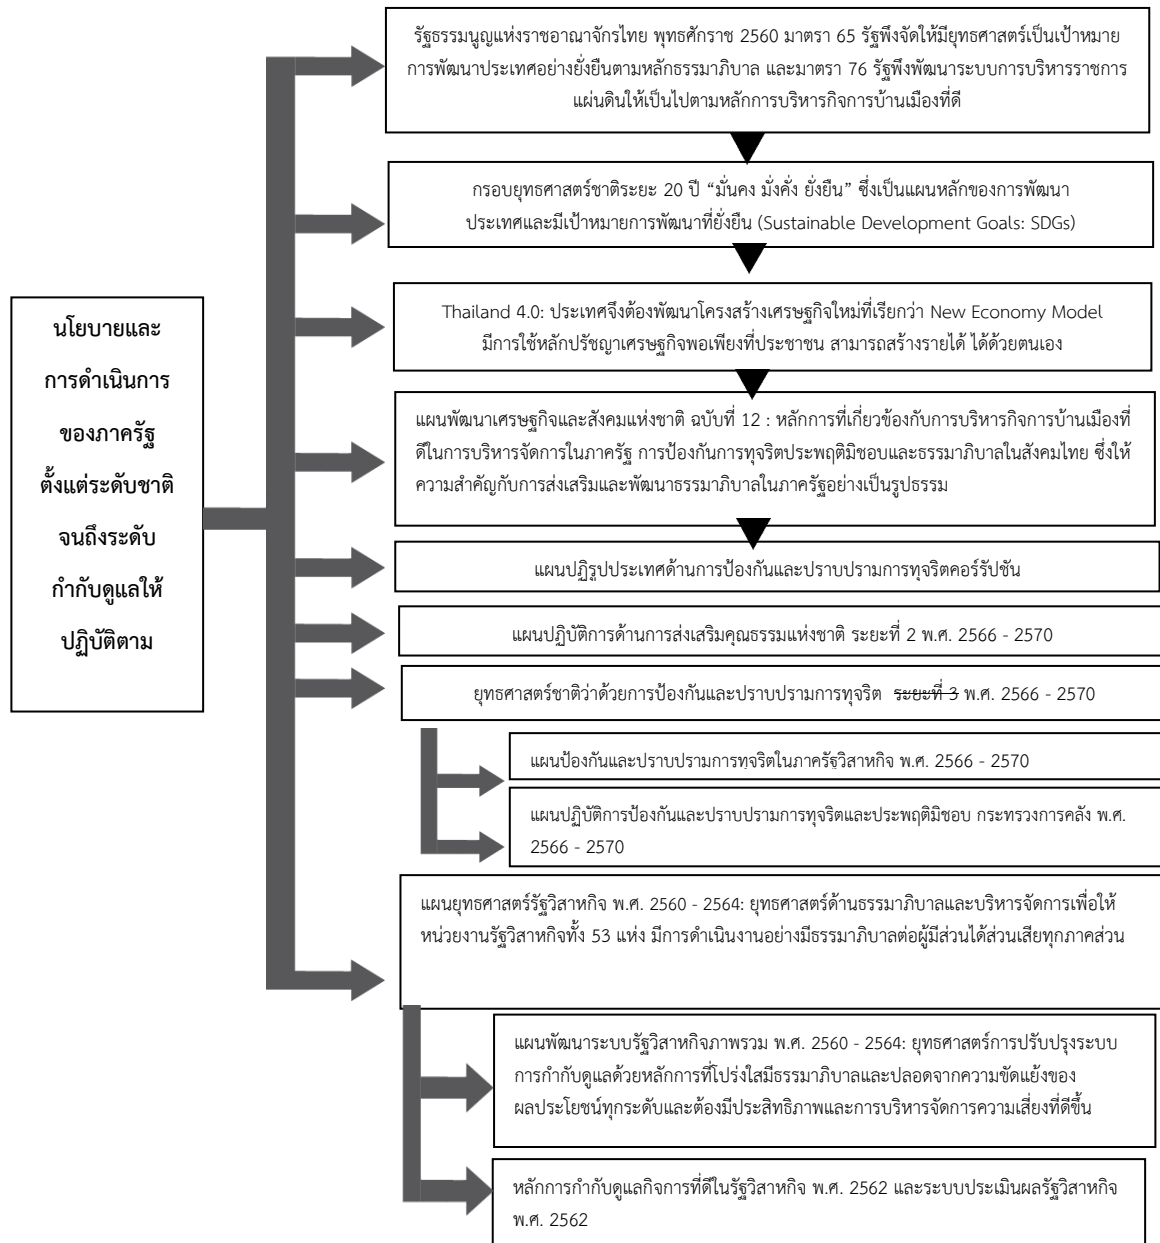 นโยบายและ
การดำเนินการ
ของภาครัฐ
ตั้งแต่ระดับชาติ
จนถึงระดับ
กำกับดูแลให้
ปฏิบัติตาม
รัฐธรรมนูญแห่งราชอาณาจักรไทย พุทธศักราช 2560 มาตรา 65 รัฐพึงจัดให้มียุทธศาสตร์เป็นเป้าหมาย
การพัฒนาประเทศอย่างยั่งยืนตามหลักธรรมาภิบาล และมาตรา 76 รัฐพึงพัฒนาระบบการบริหารราชการ
แผ่นดินให้เป็นไปตามหลักการบริหารกิจการบ้านเมืองที่ดี
กรอบยุทธศาสตร์ชาติระยะ 20 ปี “มั่นคง มั่งคั่ง ยั่งยืน” ซึ่งเป็นแผนหลักของการพัฒนา
ประเทศและมีเป้าหมายการพัฒนาที่ยั่งยืน (Sustainable Development Goals: SDGs)
Thailand 4.0: ประเทศจึงต้องพัฒนาโครงสร้างเศรษฐกิจใหม่ที่เรียกว่า New Economy Model
มีการใช้หลักปรัชญาเศรษฐกิจพอเพียงที่ประชาชน สามารถสร้างรายได้ ได้ด้วยตนเอง
แผนพัฒนาเศรษฐกิจและสังคมแห่งชาติ ฉบับที่ 12 : หลักการที่เกี่ยวข้องกับการบริหารกิจการบ้านเมืองที่
ดีในการบริหารจัดการในภาครัฐ การป้องกันการทุจริตประพฤติมิชอบและธรรมาภิบาลในสังคมไทย ซึ่งให้
ความสำคัญกับการส่งเสริมและพัฒนาธรรมาภิบาลในภาครัฐอย่างเป็นรูปธรรม
แผนปฏิรูปประเทศด้านการป้องกันและปราบปรามการทุจริตคอร์รัปชัน
แผนปฏิบัติการด้านการส่งเสริมคุณธรรมแห่งชาติ ระยะที่ 2 พ.ศ. 2566 - 2570
ยุทธศาสตร์ชาติว่าด้วยการป้องกันและปราบปรามการทุจริต ระยะที่ 3 พ.ศ. 2566 - 2570
แผนป้องกันและปราบปรามการทุจริตในภาครัฐวิสาหกิจ พ.ศ. 2566 - 2570
แผนปฏิบัติการป้องกันและปราบปรามการทุจริตและประพฤติมิชอบ กระทรวงการคลัง พ.ศ.
2566 - 2570
แผนยุทธศาสตร์รัฐวิสาหกิจ พ.ศ. 2560 - 2564: ยุทธศาสตร์ด้านธรรมาภิบาลและบริหารจัดการเพื่อให้
หน่วยงานรัฐวิสาหกิจทั้ง 53 แห่ง มีการดำเนินงานอย่างมีธรรมาภิบาลต่อผู้มีส่วนได้ส่วนเสียทุกภาคส่วน
แผนพัฒนาระบบรัฐวิสาหกิจภาพรวม พ.ศ. 2560 - 2564: ยุทธศาสตร์การปรับปรุงระบบ
การกำกับดูแลด้วยหลักการที่โปร่งใสมีธรรมาภิบาลและปลอดจากความขัดแย้งของ
ผลประโยชน์ทุกระดับและต้องมีประสิทธิภาพและการบริหารจัดการความเสี่ยงที่ดีขึ้น
หลักการกำกับดูแลกิจการที่ดีในรัฐวิสาหกิจ พ.ศ. 2562 และระบบประเมินผลรัฐวิสาหกิจ
พ.ศ. 2562